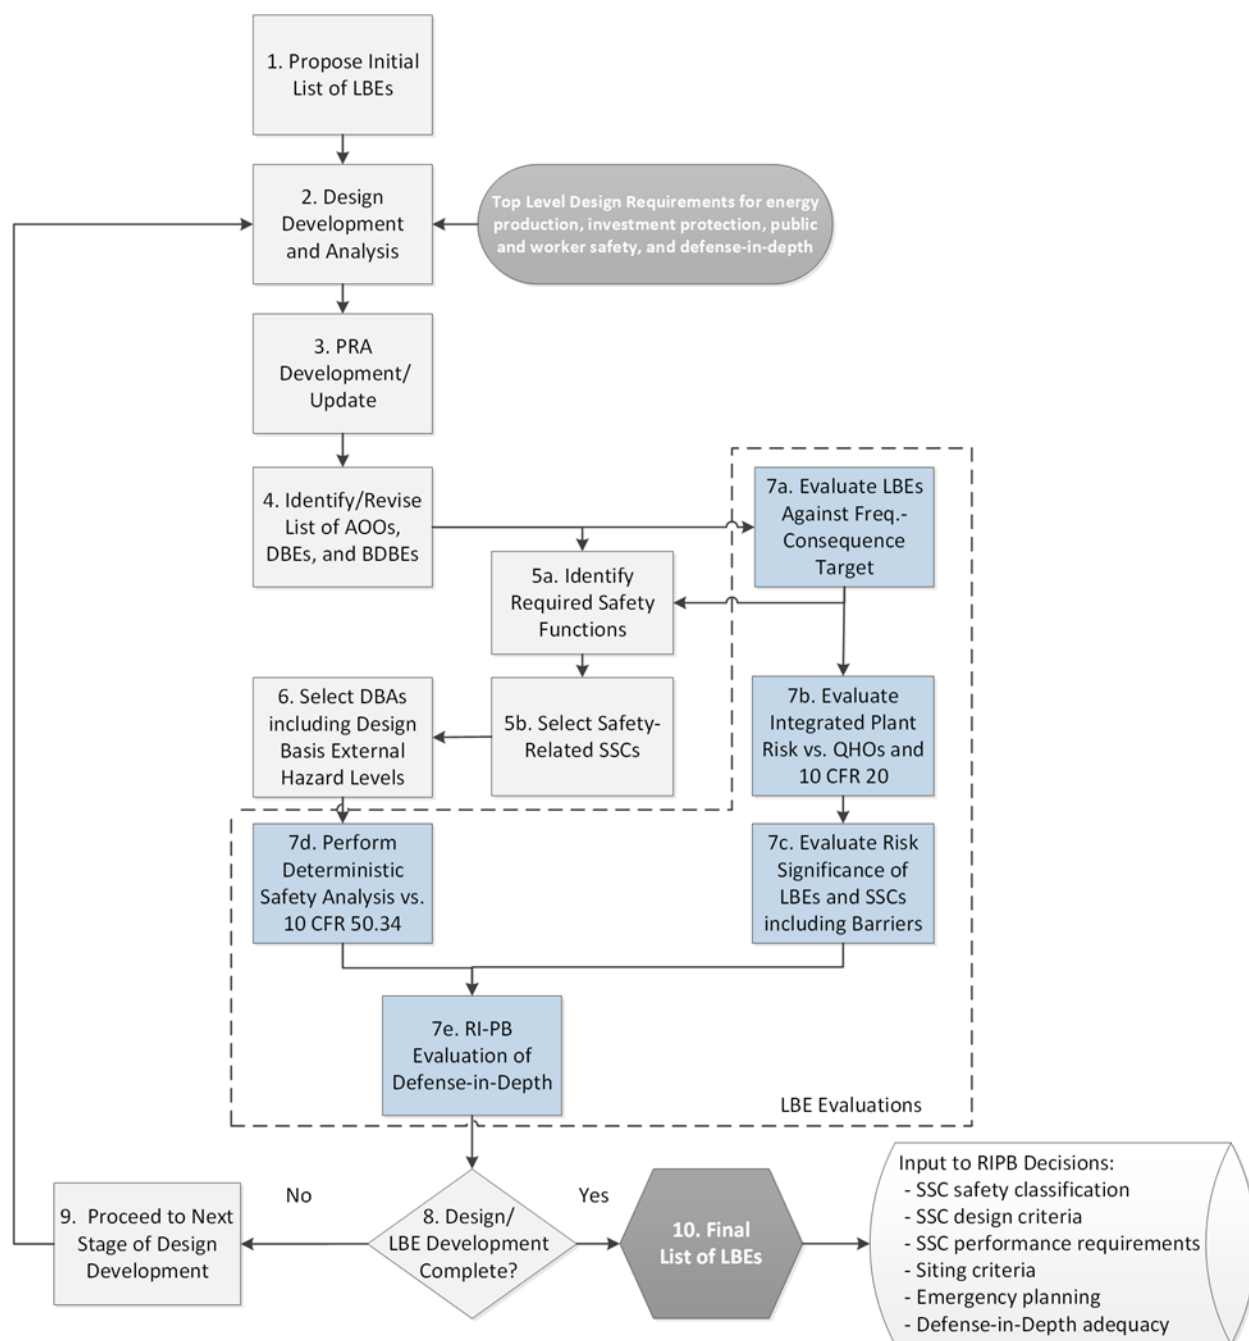 1. Propose Initial
List of LBEs
2. Design
Development
and Analysis
Top Level Design Requirements for energy
production, investment protection, public
and worker safety, and defense-in-depth
3. PRA
Development/
Update
4. Identify/Revise
List of AOOs,
DBEs, and BDBEs
7a. Evaluate LBEs
Against Freq.-
Consequence
Target
5a. Identify
Required Safety
Functions
6. Select DBAs
including Design
Basis External
Hazard Levels
5b. Select Safety-
Related SSCs
7b. Evaluate
Integrated Plant
Risk vs. QHOs and
10 CFR 20
7d. Perform
Deterministic
Safety Analysis vs.
10 CFR 50.34
7c. Evaluate Risk
Significance of
LBEs and SSCs
including Barriers
7e. RI-PB
Evaluation of
Defense-in-Depth
LBE Evaluations
9. Proceed to Next
Stage of Design
Development
No
8. Design/
LBE Development
Complete?
Yes
10. Final
List of LBEs
Input to RIPB Decisions:
- SSC safety classification
- SSC design criteria
- SSC performance requirements
- Siting criteria
- Emergency planning
- Defense-in-Depth adequacy